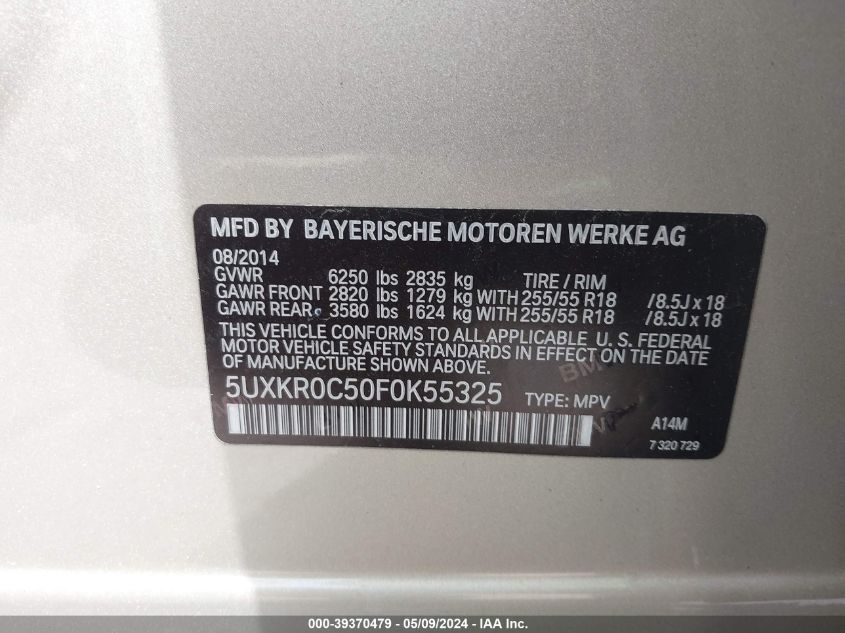 MFD BY BAYERISCHE MOTOREN WERKE AG
08/2014
GVWR 6250 lbs 2835 kg TIRE / RIM
GAWR FRONT 2820 lbs 1279 kg WITH 255/55 R18 /8.5J x 18
GAWR REAR 3580 lbs 1624 kg WITH 255/55 R18 /8.5J x 18
THIS VEHICLE CONFORMS TO ALL APPLICABLE U. S. FEDERAL
MOTOR VEHICLE SAFETY STANDARDS IN EFFECT ON THE DATE
OF MANUFACTURE SHOWN ABOVE.
5UXKR0C50F0K55325 TYPE: MPV
A14M
7 320 729
000-39370479 - 05/09/2024 - IAA Inc.